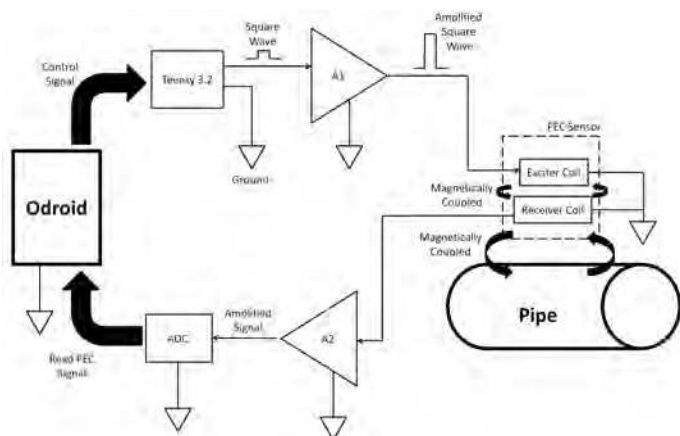 Square
Wave
Amplified
Square
Wave
Control
Signal
Teensy 3.2
A1
PEC Sensor
Ground
Exciter Coil
Magnetically
Coupled
Receiver Coil
Odroid
Magnetically
Coupled
Amplified
Signal
Pipe
ADC
A2
Read PEC
Signal